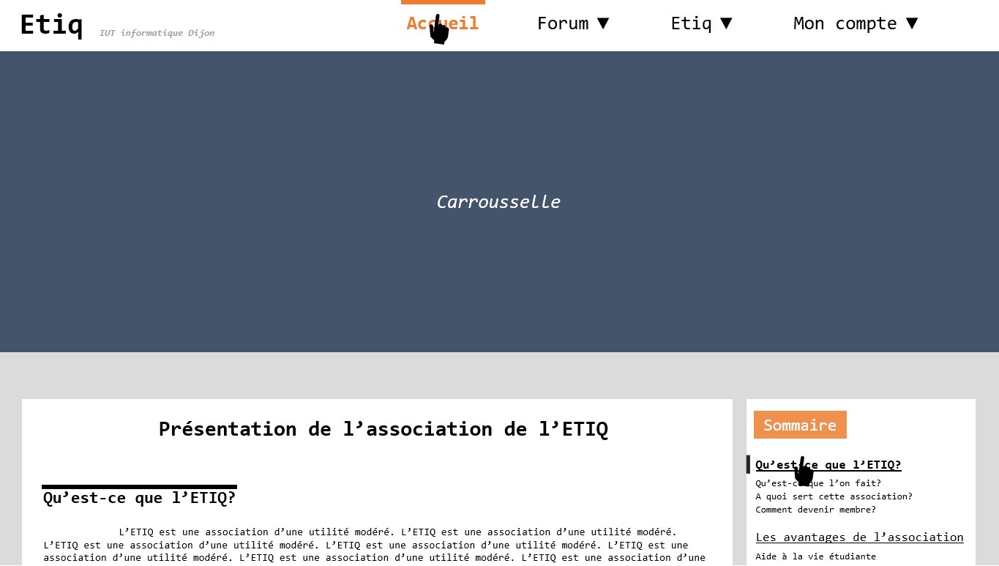 Etiq IUT informatique Dijon Accueil Forum ▼ Etiq ▼ Mon compte ▼
Carrousselle
Présentation de l’association de l’ETIQ
Qu’est-ce que l’ETIQ?
L’ETIQ est une association d’une utilité modéré. L’ETIQ est une association d’une utilité modéré.
L’ETIQ est une association d’une utilité modéré. L’ETIQ est une association d’une utilité modéré. L’ETIQ est une
association d’une utilité modéré. L’ETIQ est une association d’une utilité modéré. L’ETIQ est une association d’une
Sommaire
Qu’est-ce que l’ETIQ?
Qu’est-ce que l’on fait?
A quoi sert cette association?
Comment devenir membre?
Les avantages de l’association
Aide à la vie étudiante